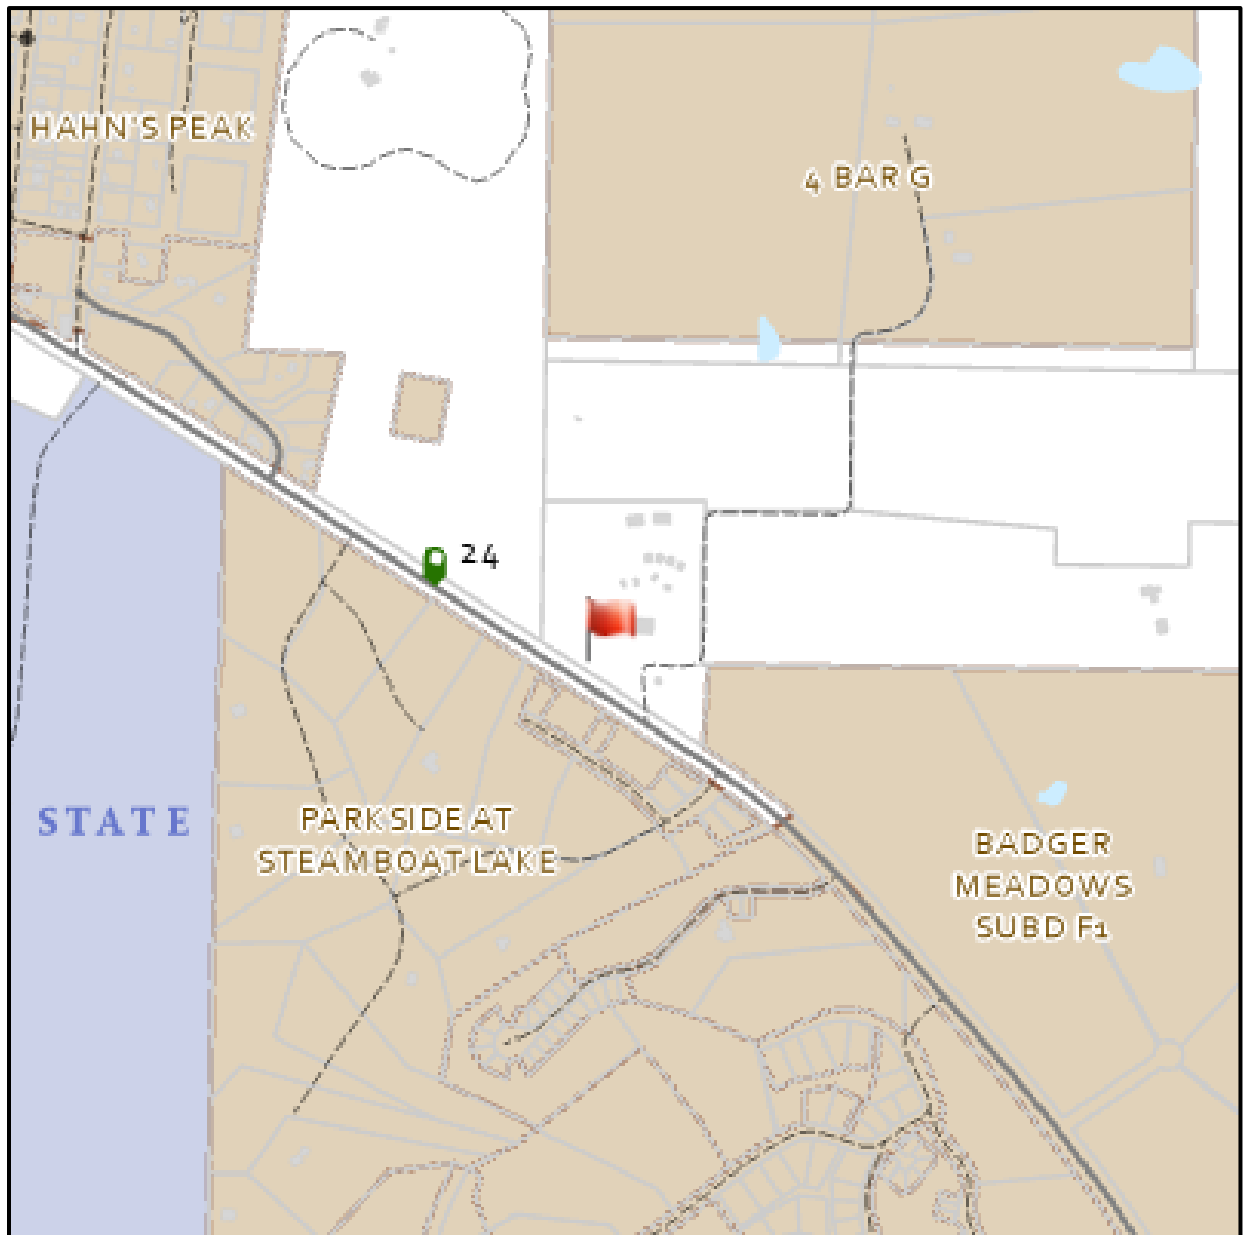 HAHN'S PEAK
4 BAR G
24
STATE
PARKSIDE AT
STEAMBOAT LAKE
BADGER
MEADOWS
SUBD F1